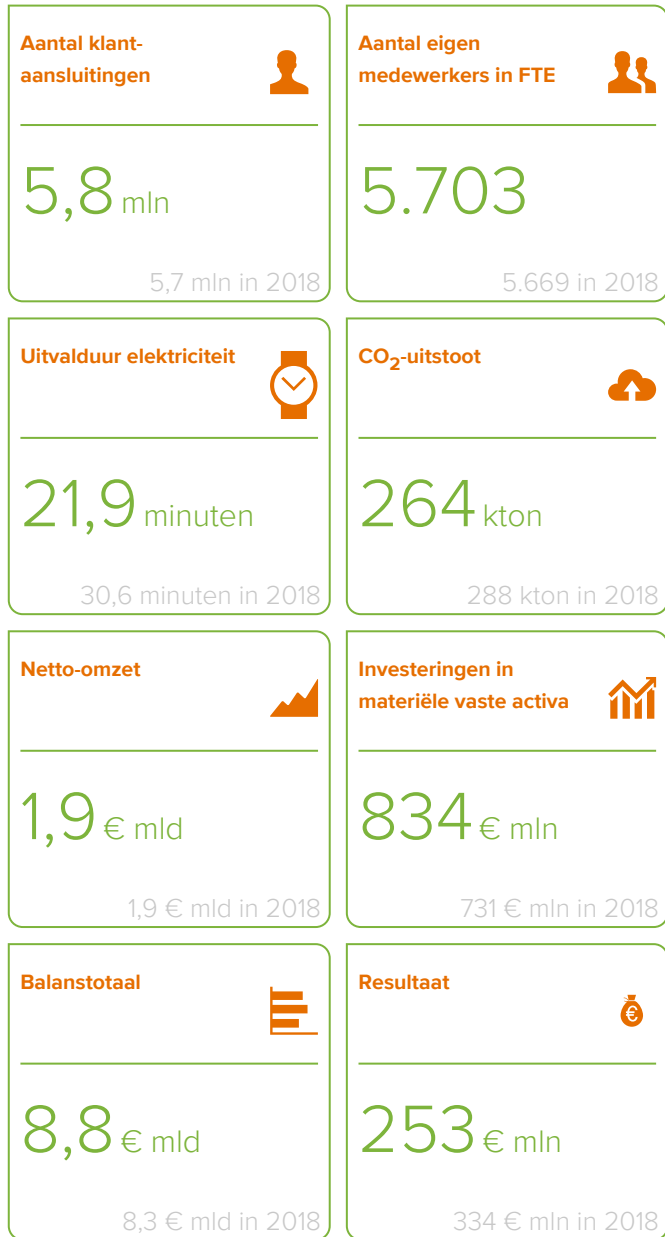 Aantal klant-
aansluitingen
5,8 mln
5,7 mln in 2018
Aantal eigen
medewerkers in FTE
5.703
5.669 in 2018
Uitvalduur elektriciteit
21,9 minuten
30,6 minuten in 2018
CO2-uitstoot
264 kton
288 kton in 2018
Netto-omzet
1,9 € mld
1,9 € mld in 2018
Investeringen in
materiële vaste activa
834 € mln
731 € mln in 2018
Balanstotaal
8,8 € mld
8,3 € mld in 2018
Resultaat
€
253 € mln
334 € mln in 2018